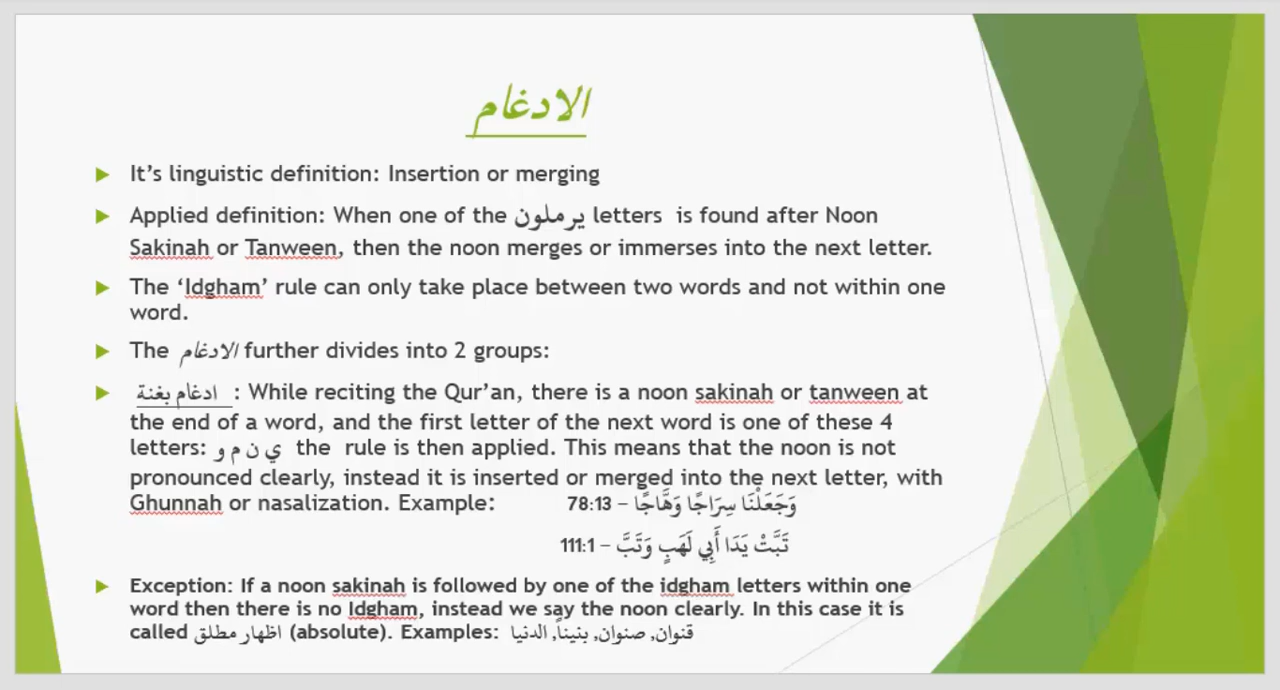 الادغام
It's linguistic definition: Insertion or merging
Applied definition: When one of the يرملون letters is found after Noon
Sakinah or Tanween, then the noon merges or immerses into the next letter.
The 'Idgham' rule can only take place between two words and not within one
word.
The الادغام further divides into 2 groups:
ادغام بغنة : While reciting the Qur'an, there is a noon sakinah or tanween at
the end of a word, and the first letter of the next word is one of these 4
letters: ي ن م و the rule is then applied. This means that the noon is not
pronounced clearly, instead it is inserted or merged into the next letter, with
Ghunnah or nasalization. Example: وَجَعَلْنَا سِرَاجًا وَهَّاجًا – 78:13
تَبَّتْ يَدَا أَبِي لَهَبٍ وَتَبَّ – 111:1
Exception: If a noon sakinah is followed by one of the idgham letters within one
word then there is no Idgham, instead we say the noon clearly. In this case it is
called اظهار مطلق (absolute). Examples: قنوان, صنوان, بنيناً, الدنيا